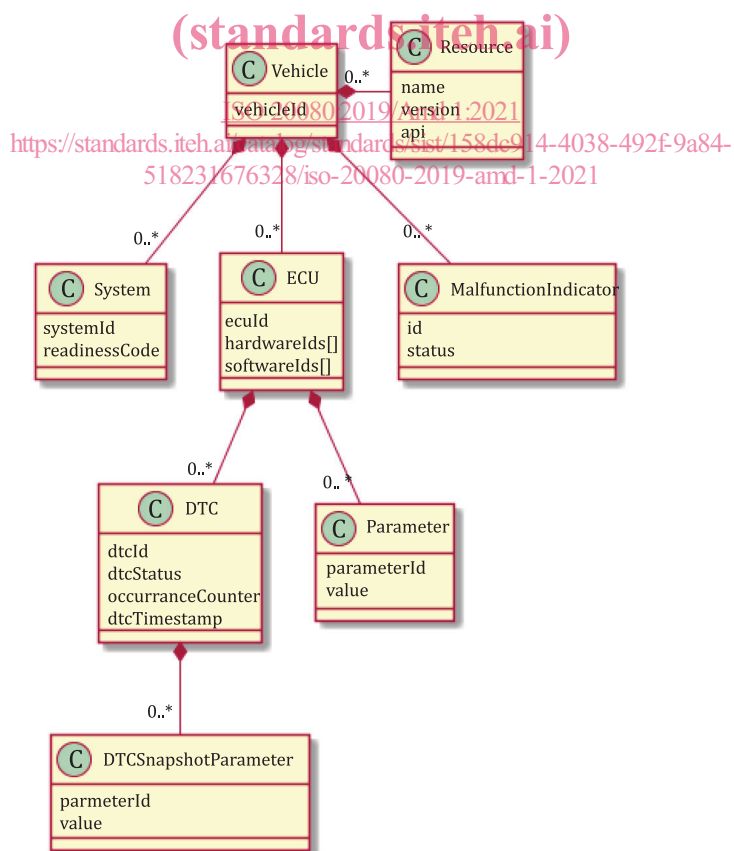 (standards.iteh.ai)
C Vehicle
vehicleId
0..*
C Resource
name
version
api
ISO 20080:2019/Amd 1:2021
https://standards.iteh.ai/catalog/standards/sist/158dc914-4038-492f-9a84-
518231676328/iso-20080-2019-amd-1-2021
0..*
0..*
0..*
C System
systemId
readinessCode
C ECU
ecuId
hardwareIds[]
softwareIds[]
C MalfunctionIndicator
id
status
0..*
0.. *
C DTC
dtcId
dtcStatus
occurranceCounter
dtcTimestamp
C Parameter
parameterId
value
0..*
C DTCSnapshotParameter
parmeterId
value